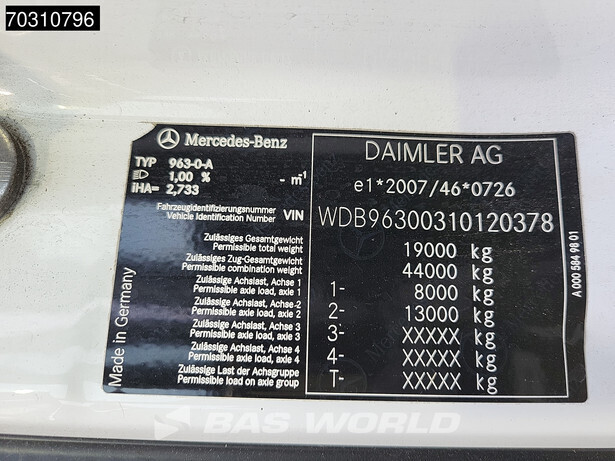 70310796
Mercedes-Benz
TYP 963-0-A
1,00 % - m⁻¹
iHA= 2,733
Fahrzeugidentifizierungsnummer
Vehicle Identification Number VIN
Zulässiges Gesamtgewicht
Permissible total weight
Zulässiges Zug-Gesamtgewicht
Permissible combination weight
Zulässige Achslast, Achse 1
Permissible axle load, axle 1
Zulässige Achslast, Achse 2
Permissible axle load, axle 2
Zulässige Achslast, Achse 3
Permissible axle load, axle 3
Zulässige Achslast, Achse 4
Permissible axle load, axle 4
Zulässige Last der Achsgruppe
Permissible load on axle group
Made in Germany
DAIMLER AG
e1*2007/46*0726
WDB96300310120378
19000 kg
44000 kg
1- 8000 kg
2- 13000 kg
3- XXXXX kg
4- XXXXX kg
T- XXXXX kg
A 000 584 98 01
BAS WORLD